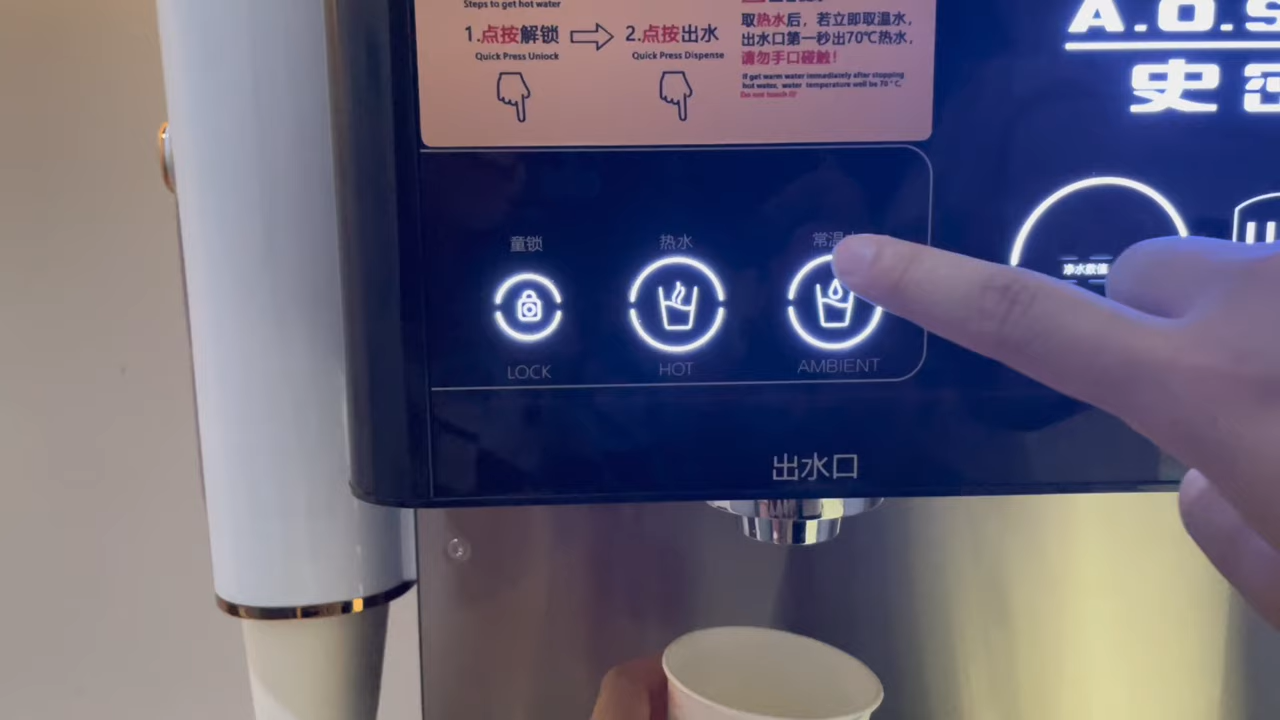 Steps to get hot water
1.点按解锁
2.点按出水
Quick Press Unlock
Quick Press Dispense
取热水后，若立即取温水，
出水口第一秒出70℃热水，
请勿手口碰触！
If get warm water immediately after stopping
hot water, water temperature well be 70 ° C,
Do not touch it!
A.O.S
史
童锁
热水
常温
净水数值
LOCK
HOT
AMBIENT
出水口